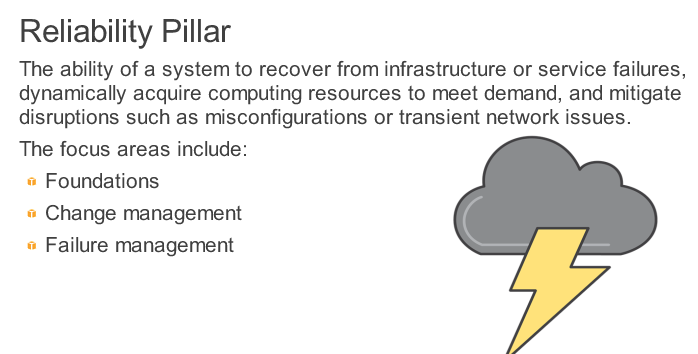 Reliability Pillar
The ability of a system to recover from infrastructure or service failures,
dynamically acquire computing resources to meet demand, and mitigate
disruptions such as misconfigurations or transient network issues.
The focus areas include:
Foundations
Change management
Failure management